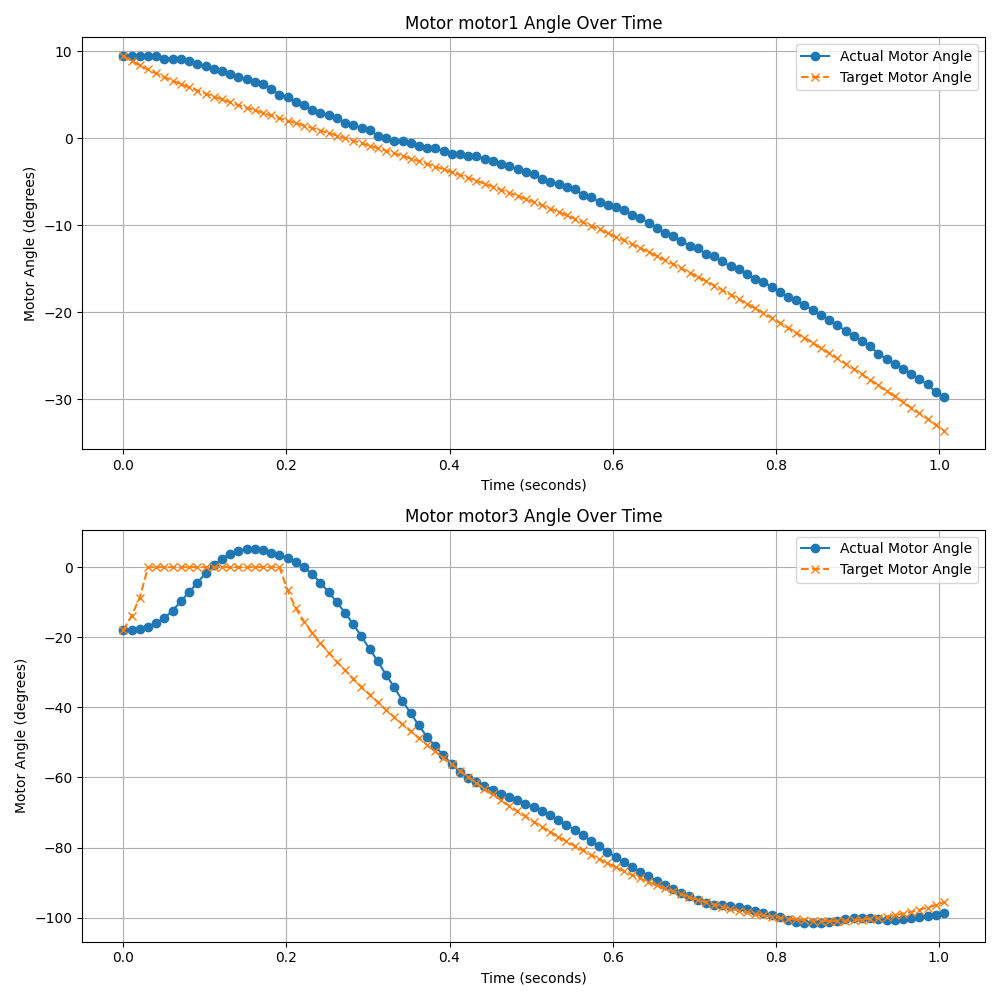 Motor motor1 Angle Over Time
Actual Motor Angle
Target Motor Angle
Motor Angle (degrees)
10
0
−10
−20
−30
0.0 0.2 0.4 0.6 0.8 1.0
Time (seconds)
Motor motor3 Angle Over Time
Actual Motor Angle
Target Motor Angle
Motor Angle (degrees)
0
−20
−40
−60
−80
−100
0.0 0.2 0.4 0.6 0.8 1.0
Time (seconds)